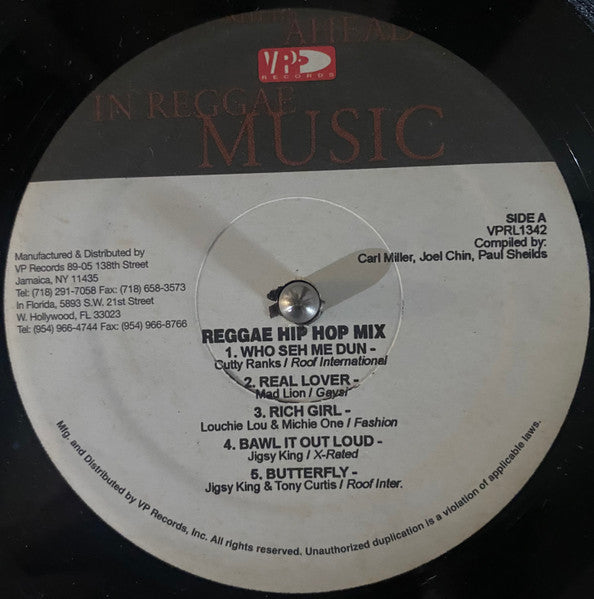 AHEAD
VP
RECORDS
IN REGGAE
MUSIC
SIDE A
VPRL1342
Compiled by:
Carl Miller, Joel Chin, Paul Sheilds
Manufactured & Distributed by
VP Records 89-05 138th Street
Jamaica, NY 11435
Tel: (718) 291-7058 Fax: (718) 658-3573
In Florida, 5893 S.W. 21st Street
W. Hollywood, FL 33023
Tel: (954) 966-4744 Fax: (954) 966-8766
REGGAE HIP HOP MIX
1. WHO SEH ME DUN -
Cutty Ranks / Roof International
2. REAL LOVER -
Mad Lion / Gaysi
3. RICH GIRL -
Louchie Lou & Michie One / Fashion
4. BAWL IT OUT LOUD -
Jigsy King / X-Rated
5. BUTTERFLY -
Jigsy King & Tony Curtis / Roof Inter.
Mfg. and Distributed by VP Records, Inc. All rights reserved. Unauthorized duplication is a violation of applicable laws.